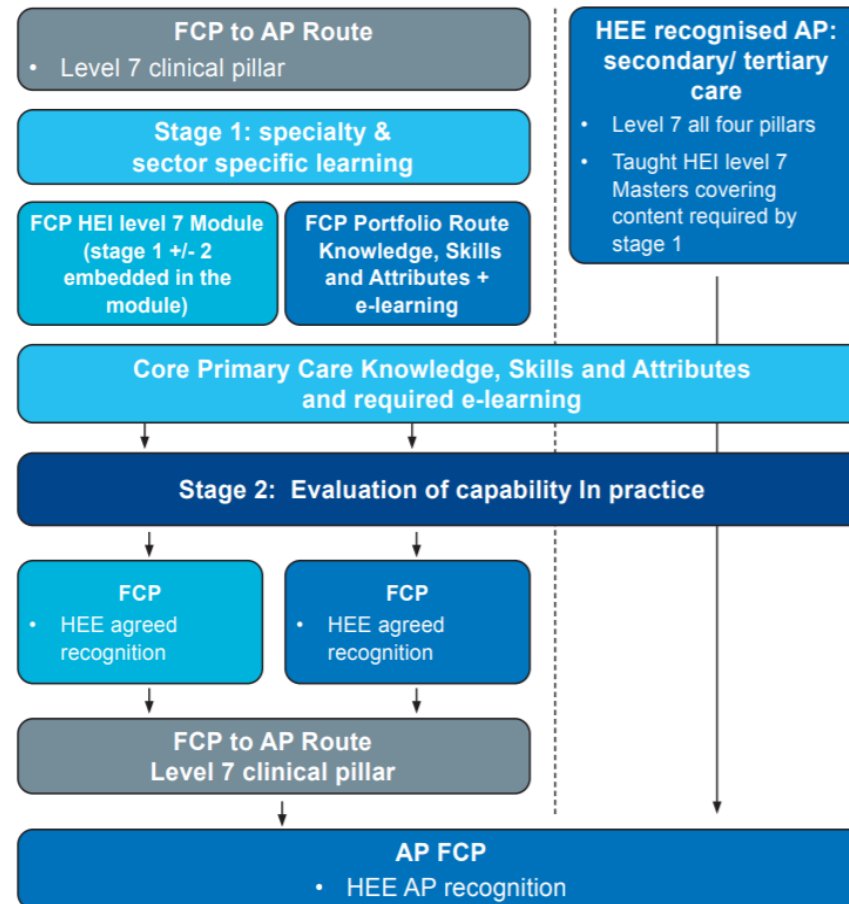 FCP to AP Route
• Level 7 clinical pillar
Stage 1: specialty &
sector specific learning
FCP HEI level 7 Module
(stage 1 +/- 2
embedded in the
module)
FCP Portfolio Route
Knowledge, Skills
and Attributes +
e-learning
HEE recognised AP:
secondary/ tertiary
care
• Level 7 all four pillars
• Taught HEI level 7
Masters covering
content required by
stage 1
Core Primary Care Knowledge, Skills and Attributes
and required e-learning
Stage 2: Evaluation of capability In practice
FCP
• HEE agreed
recognition
FCP
• HEE agreed
recognition
FCP to AP Route
Level 7 clinical pillar
AP FCP
• HEE AP recognition